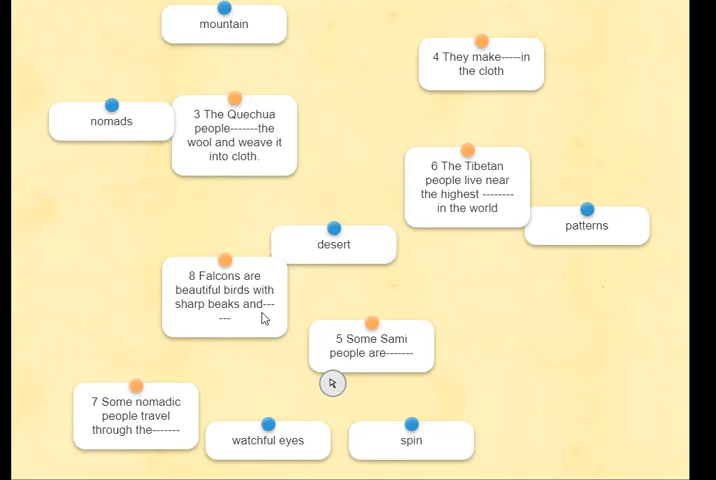 mountain
4 They make-----in
the cloth
nomads
3 The Quechua
people-------the
wool and weave it
into cloth.
6 The Tibetan
people live near
the highest --------
in the world
patterns
desert
8 Falcons are
beautiful birds with
sharp beaks and---
---
5 Some Sami
people are-------
7 Some nomadic
people travel
through the-------
watchful eyes
spin